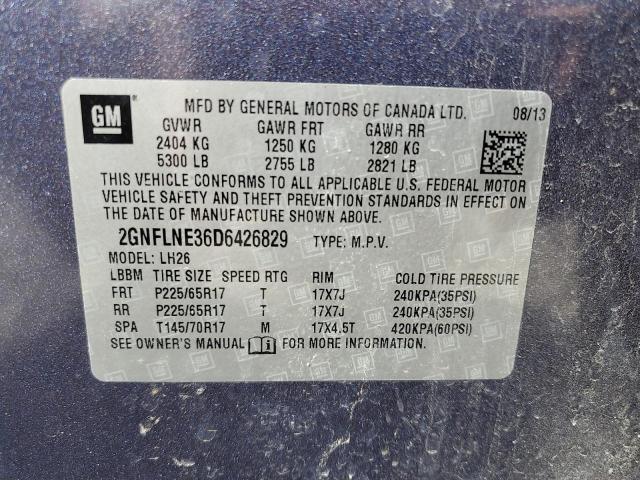 GM
MFD BY GENERAL MOTORS OF CANADA LTD. 08/13
GVWR GAWR FRT GAWR RR
2404 KG 1250 KG 1280 KG
5300 LB 2755 LB 2821 LB
THIS VEHICLE CONFORMS TO ALL APPLICABLE U.S. FEDERAL MOTOR
VEHICLE SAFETY AND THEFT PREVENTION STANDARDS IN EFFECT ON
THE DATE OF MANUFACTURE SHOWN ABOVE.
2GNFLNE36D6426829 TYPE: M.P.V.
MODEL: LH26
LBBM TIRE SIZE SPEED RTG RIM COLD TIRE PRESSURE
FRT P225/65R17 T 17X7J 240KPA(35PSI)
RR P225/65R17 T 17X7J 240KPA(35PSI)
SPA T145/70R17 M 17X4.5T 420KPA(60PSI)
SEE OWNER'S MANUAL FOR MORE INFORMATION.